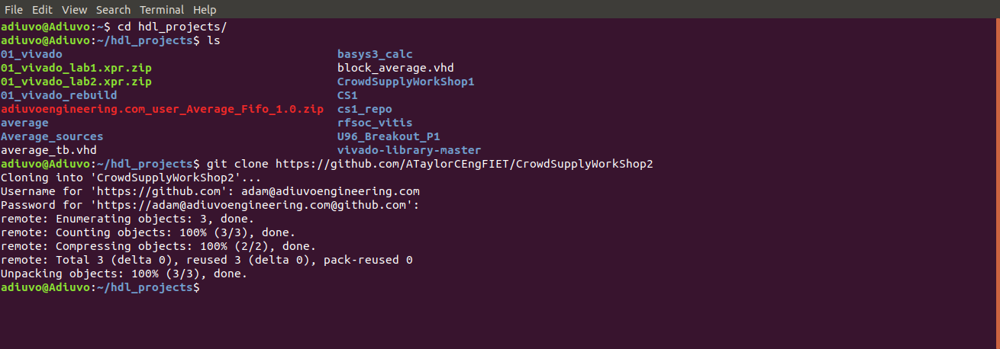 File Edit View Search Terminal Help
adiuvo@Adiuvo:~$ cd hdl_projects/
adiuvo@Adiuvo:~/hdl_projects$ ls
01_vivado basys3_calc
01_vivado_lab1.xpr.zip block_average.vhd
01_vivado_lab2.xpr.zip CrowdSupplyWorkShop1
01_vivado_rebuild CS1
adiuvoengineering.com_user_Average_Fifo_1.0.zip cs1_repo
average rfsoc_vitis
Average_sources U96_Breakout_P1
average_tb.vhd vivado-library-master
adiuvo@Adiuvo:~/hdl_projects$ git clone https://github.com/ATaylorCEngFIET/CrowdSupplyWorkShop2
Cloning into 'CrowdSupplyWorkShop2'...
Username for 'https://github.com': adam@adiuvoengineering.com
Password for 'https://adam@adiuvoengineering.com@github.com':
remote: Enumerating objects: 3, done.
remote: Counting objects: 100% (3/3), done.
remote: Compressing objects: 100% (2/2), done.
remote: Total 3 (delta 0), reused 3 (delta 0), pack-reused 0
Unpacking objects: 100% (3/3), done.
adiuvo@Adiuvo:~/hdl_projects$